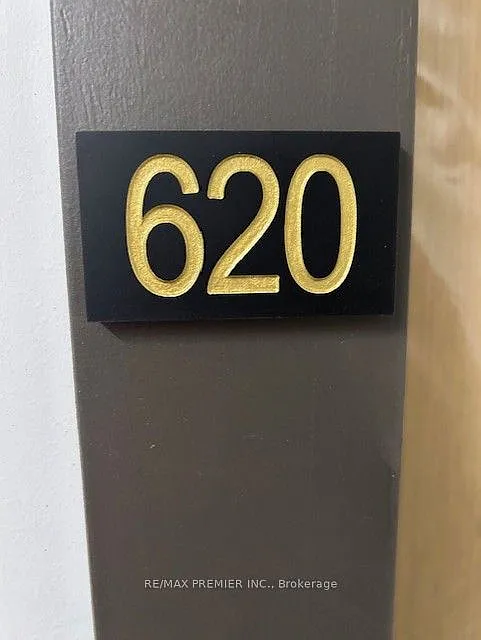 620
RE/MAX PREMIER INC., Brokerage